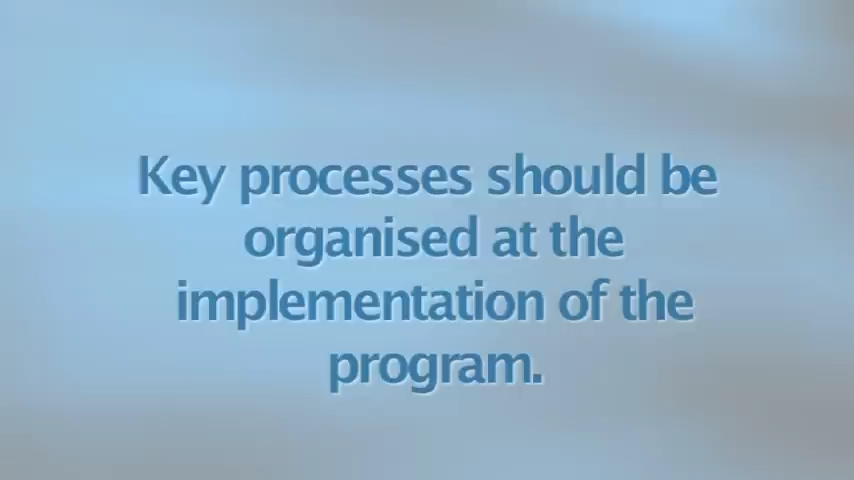 Key processes should be
organised at the
implementation of the
program.